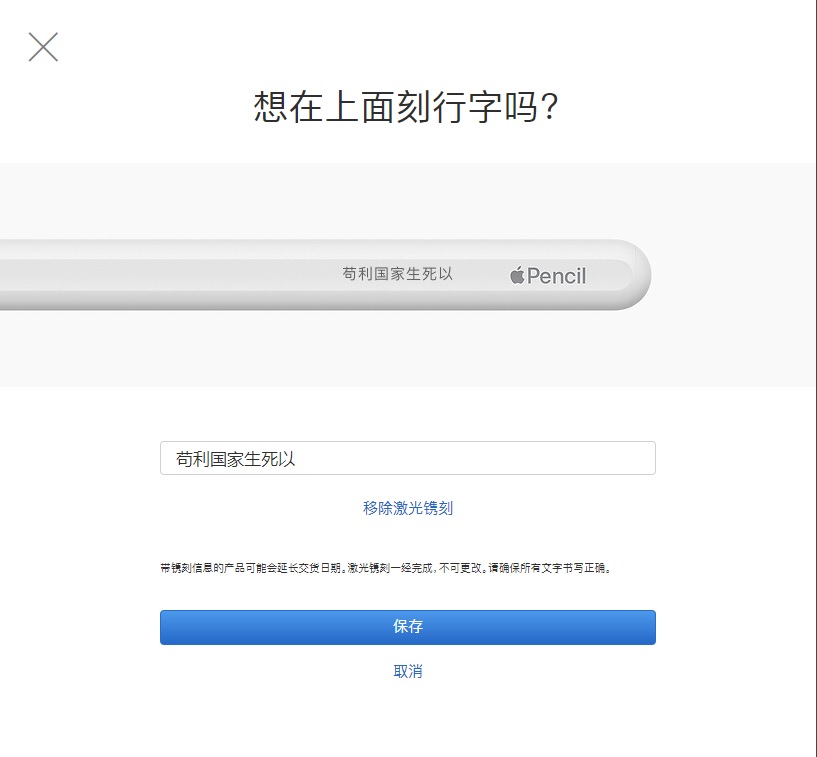 想在上面刻行字吗?
苟利国家生死以 Pencil
苟利国家生死以
移除激光镌刻
带镌刻信息的产品可能会延长交货日期。激光镌刻一经完成,不可更改。请确保所有文字书写正确。
保存
取消